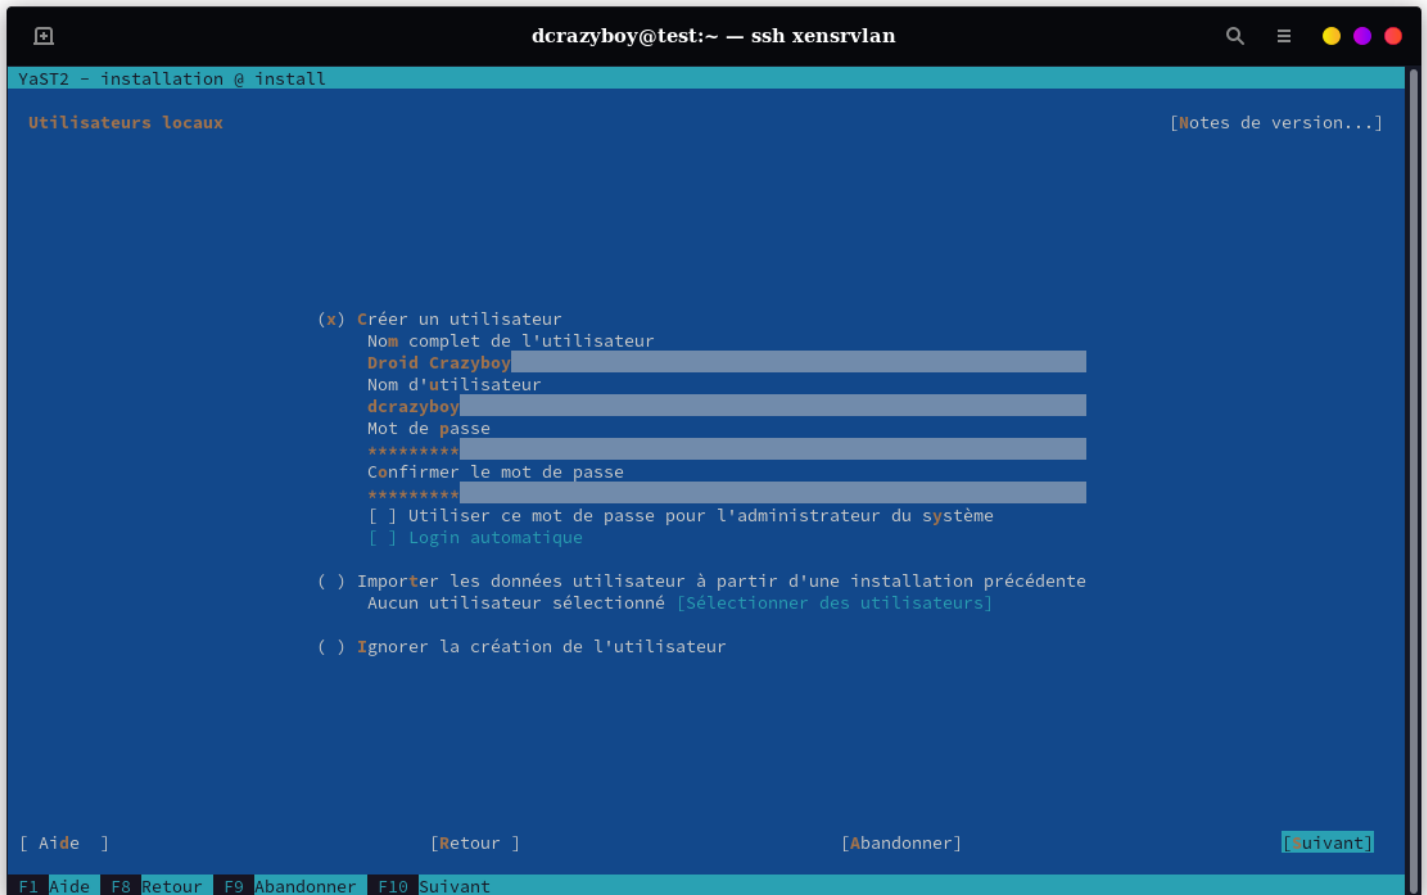 dcrazyboy@test:~ — ssh xensrvlan
YaST2 - installation @ install
Utilisateurs locaux [Notes de version...]
(x) Créer un utilisateur
Nom complet de l'utilisateur
Droid Crazyboy
Nom d'utilisateur
dcrazyboy
Mot de passe
*********
Confirmer le mot de passe
*********
[ ] Utiliser ce mot de passe pour l'administrateur du système
[ ] Login automatique
( ) Importer les données utilisateur à partir d'une installation précédente
Aucun utilisateur sélectionné [Sélectionner des utilisateurs]
( ) Ignorer la création de l'utilisateur
[ Aide  ] [Retour ] [Abandonner] [Suivant]
F1 Aide F8 Retour F9 Abandonner F10 Suivant